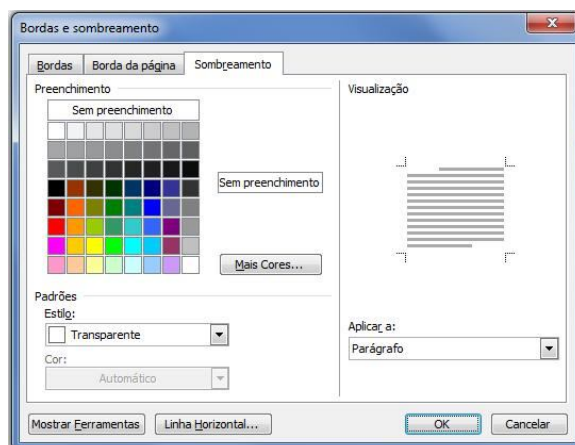 Bordas e sombreamento
Bordas Borda da página Sombreamento
Preenchimento
Sem preenchimento
Sem preenchimento
Mais Cores...
Padrões
Estilo:
Transparente
Cor:
Automático
Visualização
Aplicar a:
Parágrafo
Mostrar Ferramentas Linha Horizontal... OK Cancelar